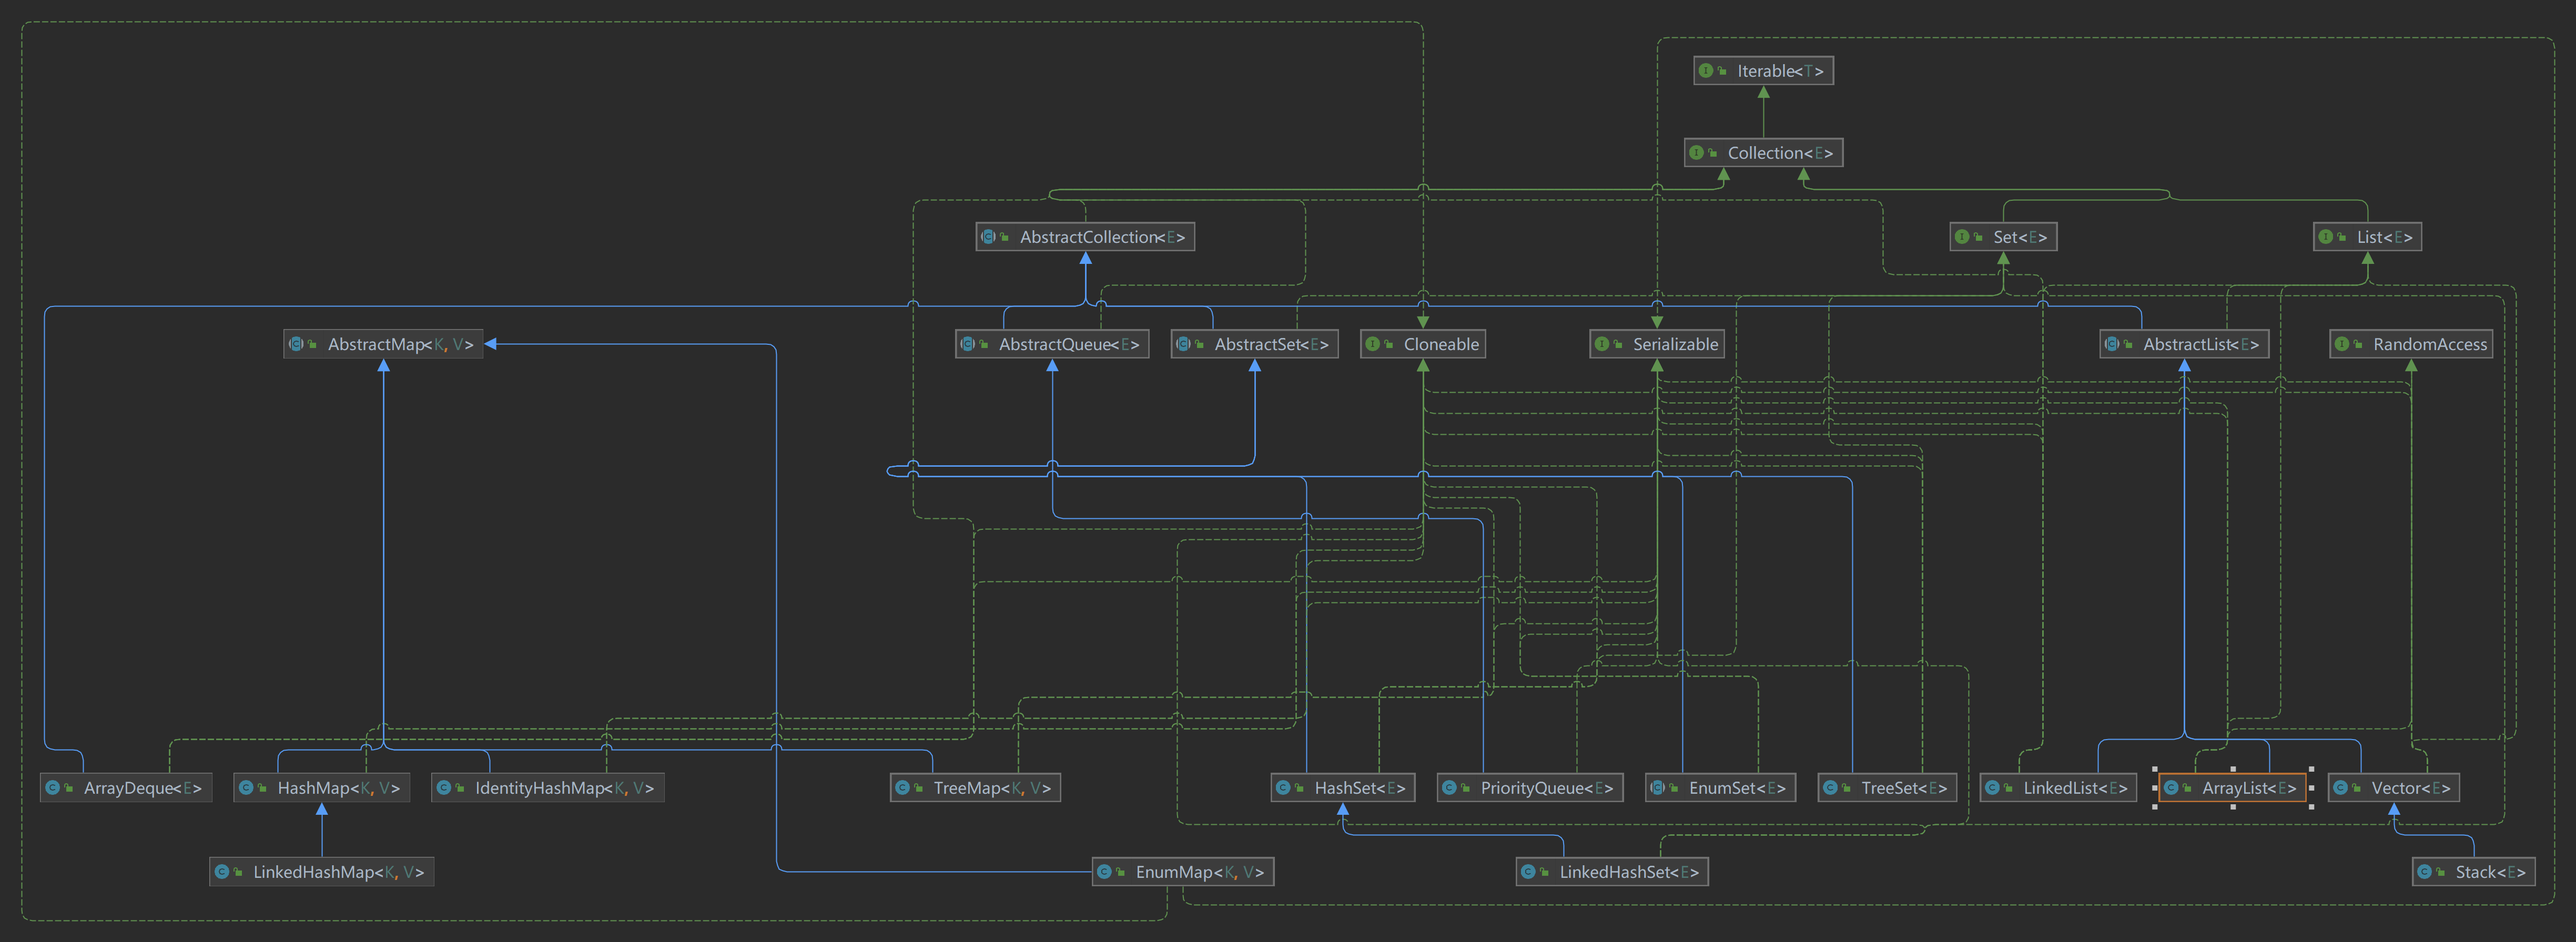 Iterable<T>
Collection<E>
AbstractCollection<E>
Set<E>
List<E>
AbstractMap<K, V>
AbstractQueue<E>
AbstractSet<E>
Cloneable
Serializable
AbstractList<E>
RandomAccess
ArrayDeque<E>
HashMap<K, V>
IdentityHashMap<K, V>
TreeMap<K, V>
HashSet<E>
PriorityQueue<E>
EnumSet<E>
TreeSet<E>
LinkedList<E>
ArrayList<E>
Vector<E>
LinkedHashMap<K, V>
EnumMap<K, V>
LinkedHashSet<E>
Stack<E>